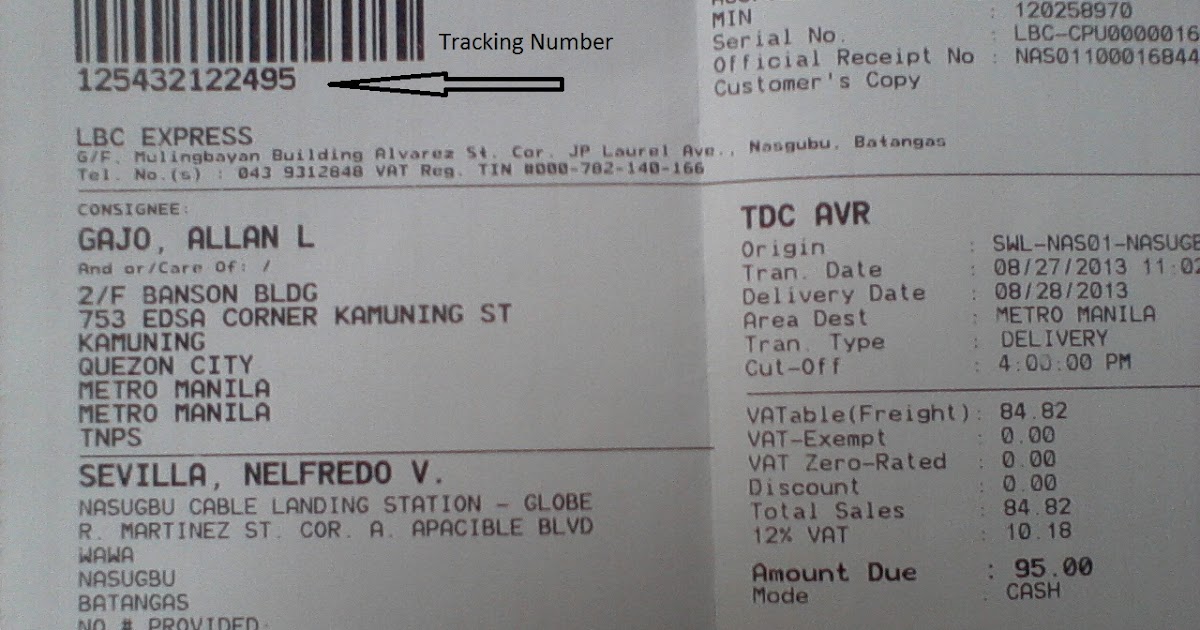 125432122495
Tracking Number
MIN : 120258970
Serial No. : LBC-CPU0000016
Official Receipt No : NAS01100016844
Customer's Copy
LBC EXPRESS
G/F. Mulingbayan Building Alvarez St. Cor. JP Laurel Ave., Nasgubu, Batangas
Tel. No.(s) : 043 9312848 VAT Reg. TIN #000-782-140-166
CONSIGNEE:
GAJO, ALLAN L
And or/Care Of: /
2/F BANSON BLDG
753 EDSA CORNER KAMUNING ST
KAMUNING
QUEZON CITY
METRO MANILA
METRO MANILA
TNPS
SEVILLA, NELFREDO V.
NASUGBU CABLE LANDING STATION - GLOBE
R. MARTINEZ ST. COR. A. APACIBLE BLVD
WAWA
NASUGBU
BATANGAS
NO # PROVIDED.
TDC AVR
Origin : SWL-NAS01-NASUGB
Tran. Date : 08/27/2013 11:02
Delivery Date : 08/28/2013
Area Dest : METRO MANILA
Tran. Type : DELIVERY
Cut-Off : 4:00:00 PM
VATable(Freight): 84.82
VAT-Exempt : 0.00
VAT Zero-Rated : 0.00
Discount : 0.00
Total Sales : 84.82
12% VAT : 10.18
Amount Due : 95.00
Mode : CASH